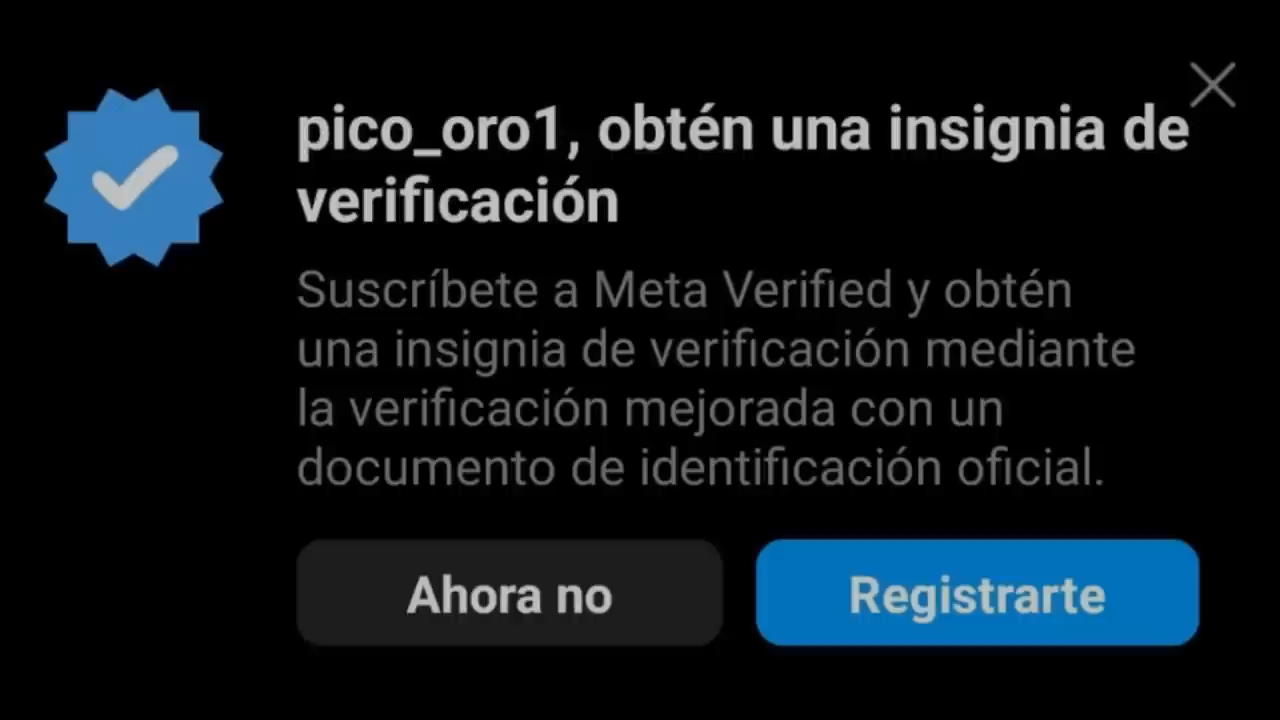 pico_oro1, obtén una insignia de
verificación
Suscríbete a Meta Verified y obtén
una insignia de verificación mediante
la verificación mejorada con un
documento de identificación oficial.
Ahora no
Registrarte